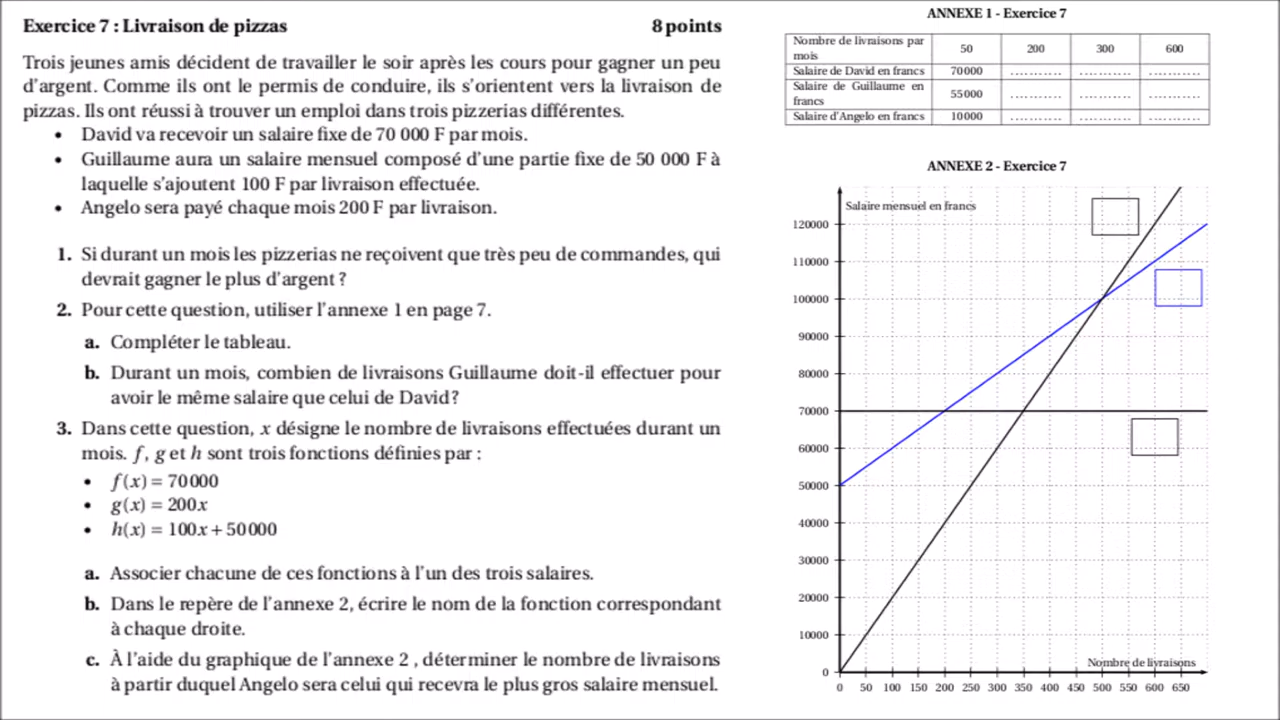 Exercice 7 : Livraison de pizzas 8 points
Trois jeunes amis décident de travailler le soir après les cours pour gagner un peu
d'argent. Comme ils ont le permis de conduire, ils s'orientent vers la livraison de
pizzas. Ils ont réussi à trouver un emploi dans trois pizzerias différentes.
• David va recevoir un salaire fixe de 70 000 F par mois.
• Guillaume aura un salaire mensuel composé d'une partie fixe de 50 000 F à
laquelle s'ajoutent 100 F par livraison effectuée.
• Angelo sera payé chaque mois 200 F par livraison.
1. Si durant un mois les pizzerias ne reçoivent que très peu de commandes, qui
devrait gagner le plus d'argent ?
2. Pour cette question, utiliser l'annexe 1 en page 7.
a. Compléter le tableau.
b. Durant un mois, combien de livraisons Guillaume doit-il effectuer pour
avoir le même salaire que celui de David ?
3. Dans cette question, x désigne le nombre de livraisons effectuées durant un
mois. f, g et h sont trois fonctions définies par :
• f(x) = 70000
• g(x) = 200x
• h(x) = 100x + 50000
a. Associer chacune de ces fonctions à l'un des trois salaires.
b. Dans le repère de l'annexe 2, écrire le nom de la fonction correspondant
à chaque droite.
c. À l'aide du graphique de l'annexe 2 , déterminer le nombre de livraisons
à partir duquel Angelo sera celui qui recevra le plus gros salaire mensuel.
ANNEXE 1 - Exercice 7
Nombre de livraisons par
mois 50 200 300 600
Salaire de David en francs 70000 ........... ........... ...........
Salaire de Guillaume en
francs 55000 ........... ........... ...........
Salaire d'Angelo en francs 10000 ........... ........... ...........
ANNEXE 2 - Exercice 7
Salaire mensuel en francs
120000
110000
100000
90000
80000
70000
60000
50000
40000
30000
20000
10000
0
Nombre de livraisons
0 50 100 150 200 250 300 350 400 450 500 550 600 650